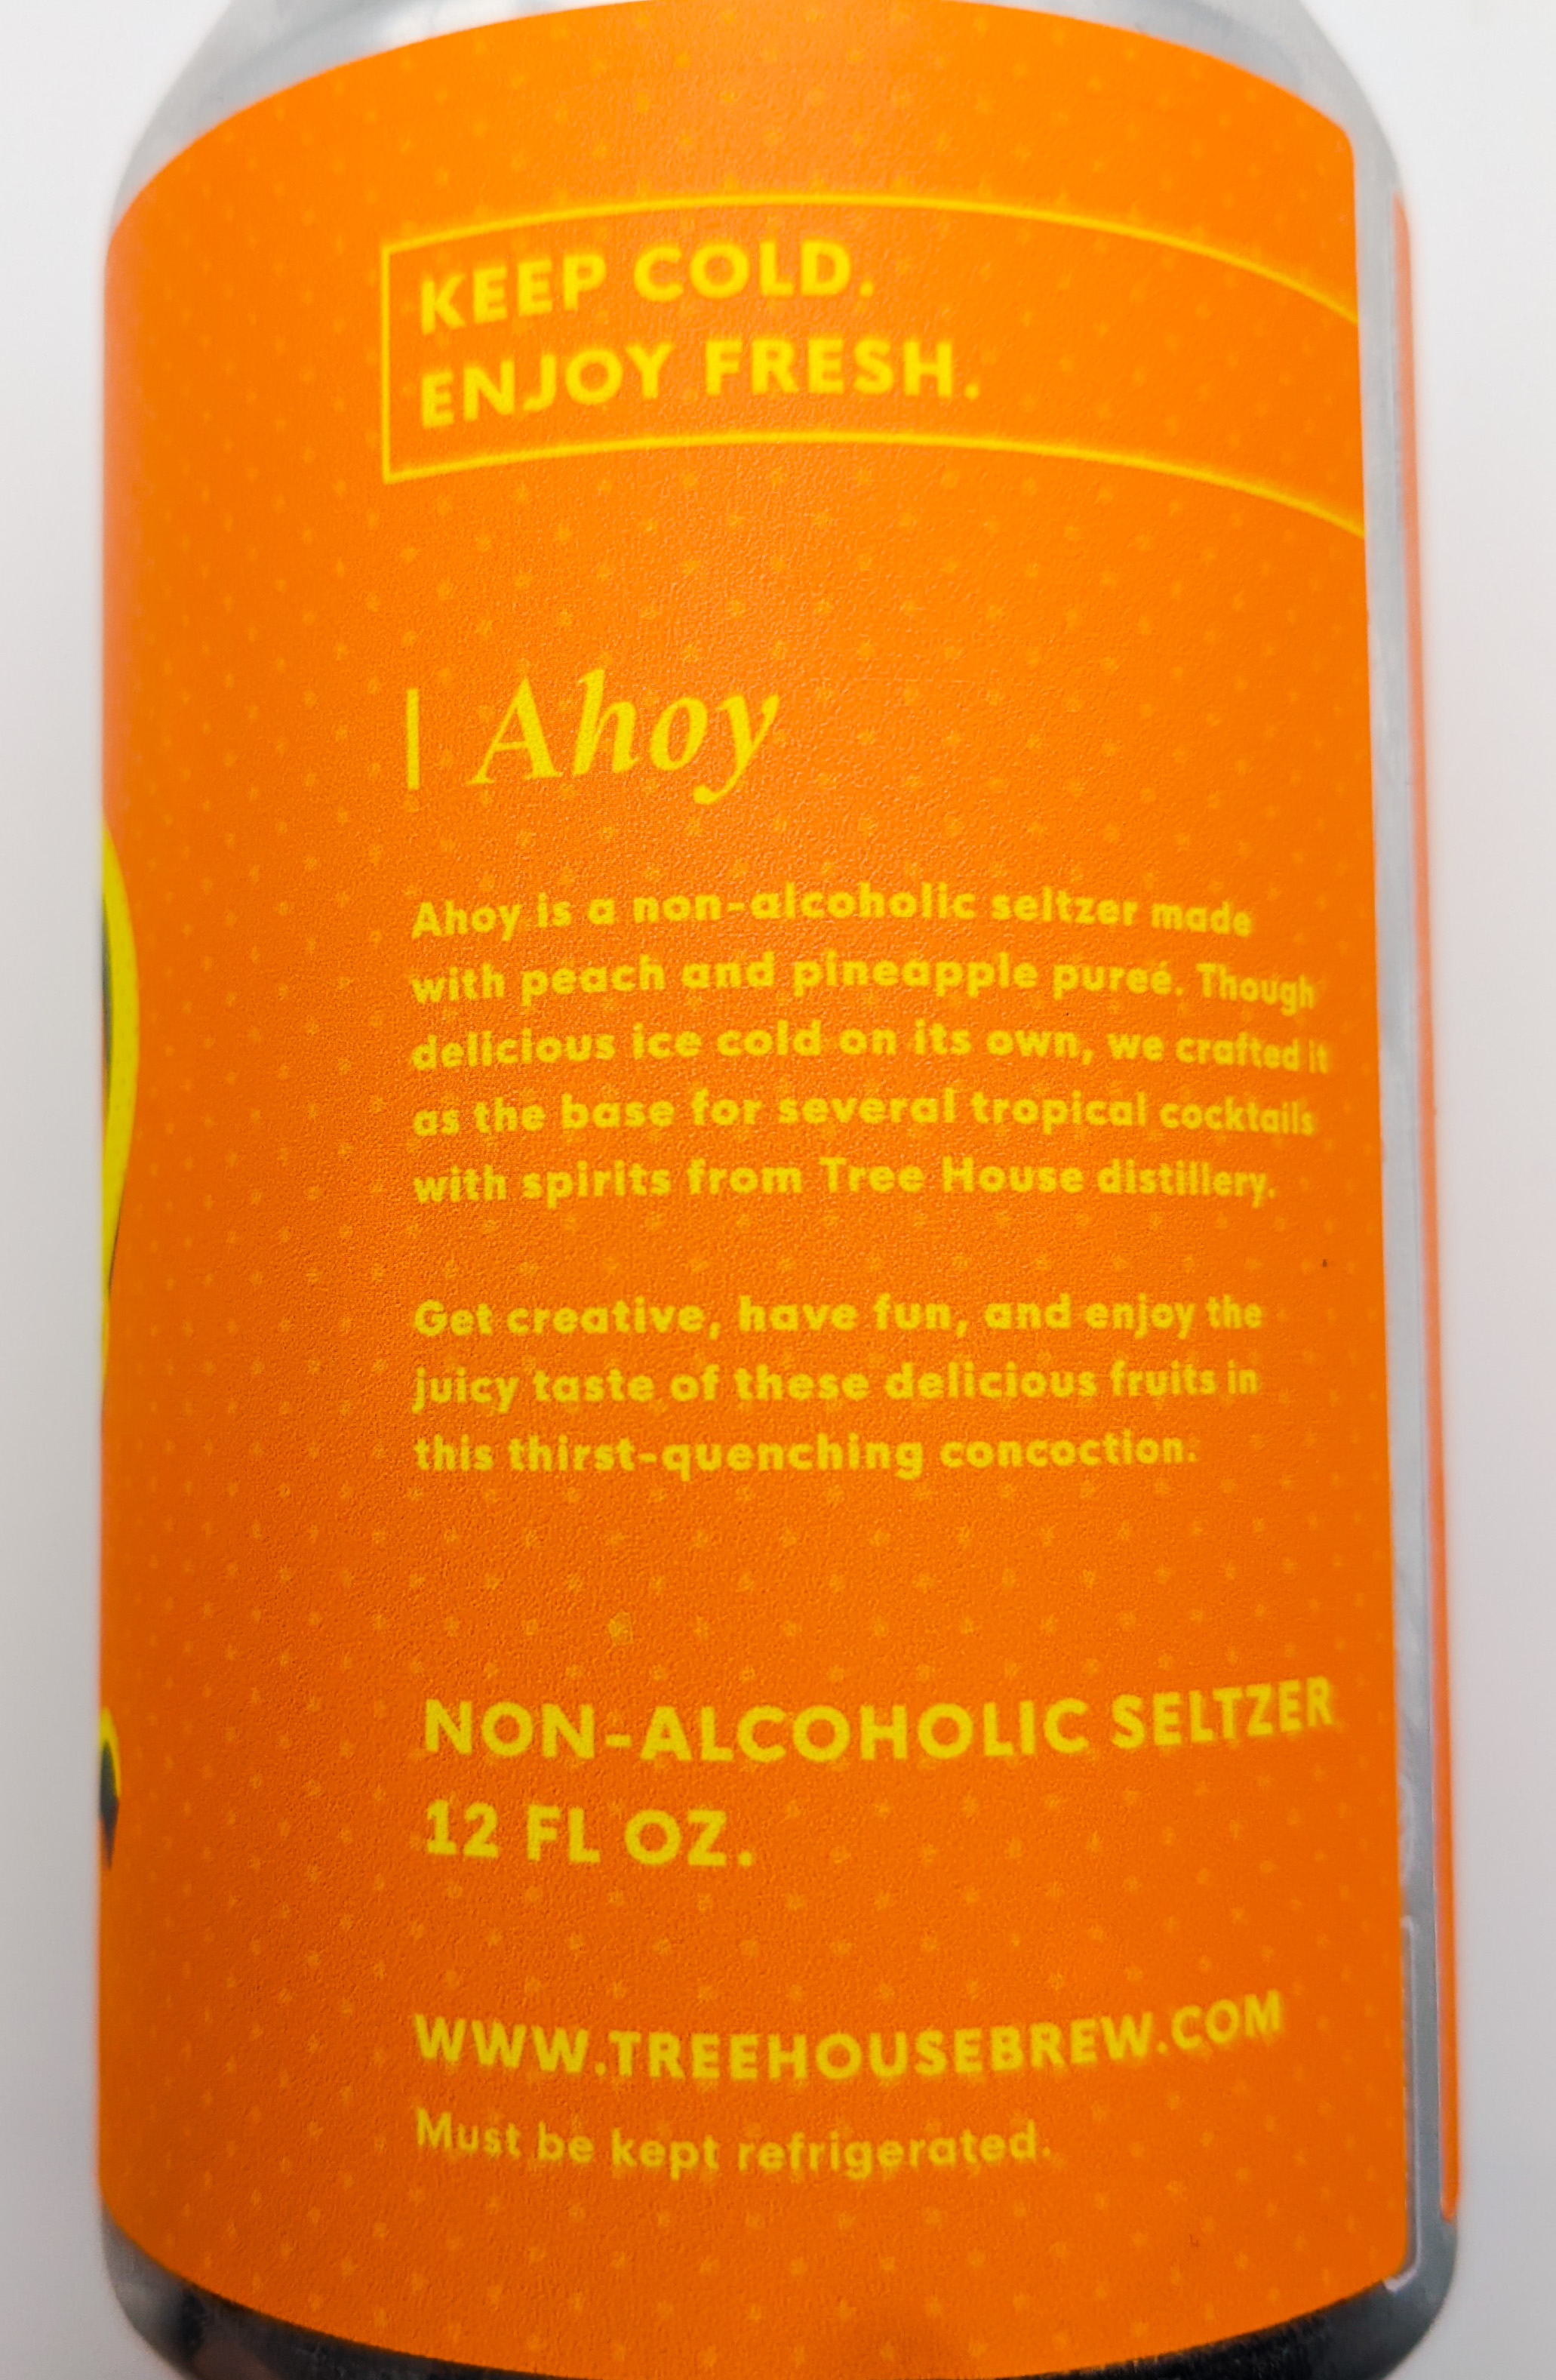 KEEP COLD.
ENJOY FRESH.
| Ahoy
Ahoy is a non-alcoholic seltzer made
with peach and pineapple pureé. Though
delicious ice cold on its own, we crafted it
as the base for several tropical cocktails
with spirits from Tree House distillery.
Get creative, have fun, and enjoy the
juicy taste of these delicious fruits in
this thirst-quenching concoction.
NON-ALCOHOLIC SELTZER
12 FL OZ.
WWW.TREEHOUSEBREW.COM
Must be kept refrigerated.